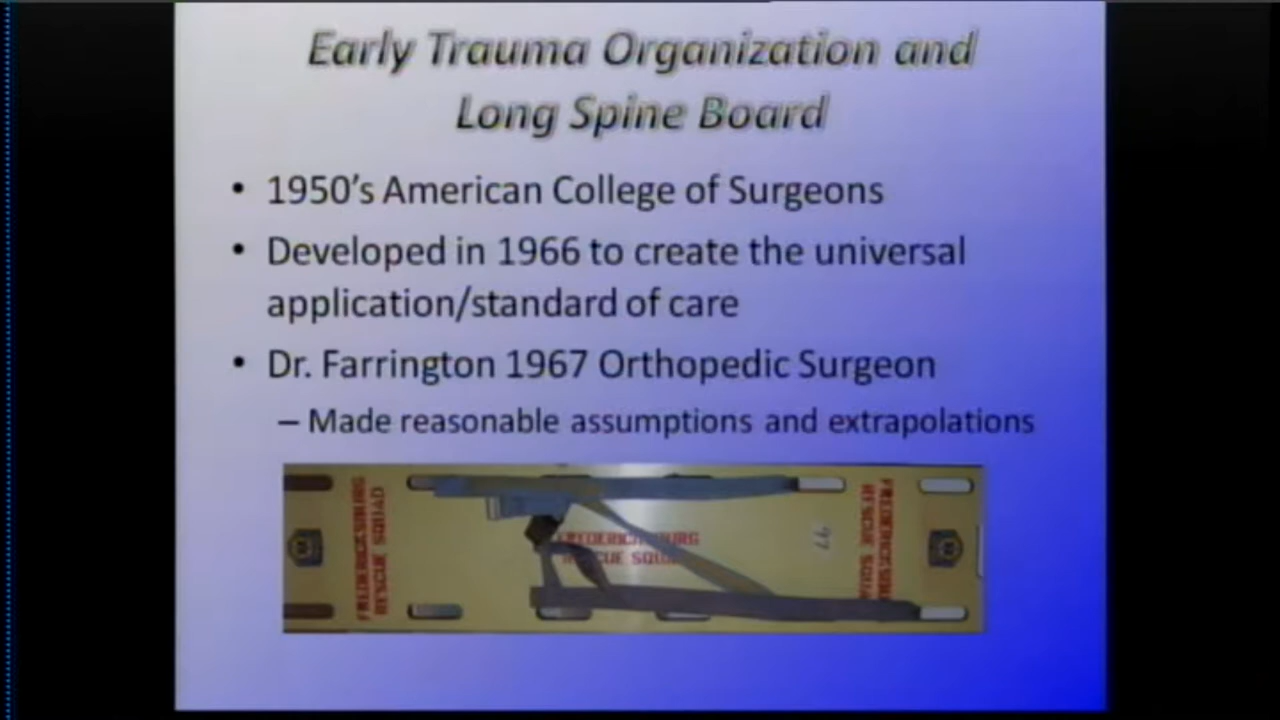 Early Trauma Organization and
Long Spine Board
• 1950's American College of Surgeons
• Developed in 1966 to create the universal
application/standard of care
• Dr. Farrington 1967 Orthopedic Surgeon
– Made reasonable assumptions and extrapolations
FREDERICKSBURG
RESCUE SQUAD